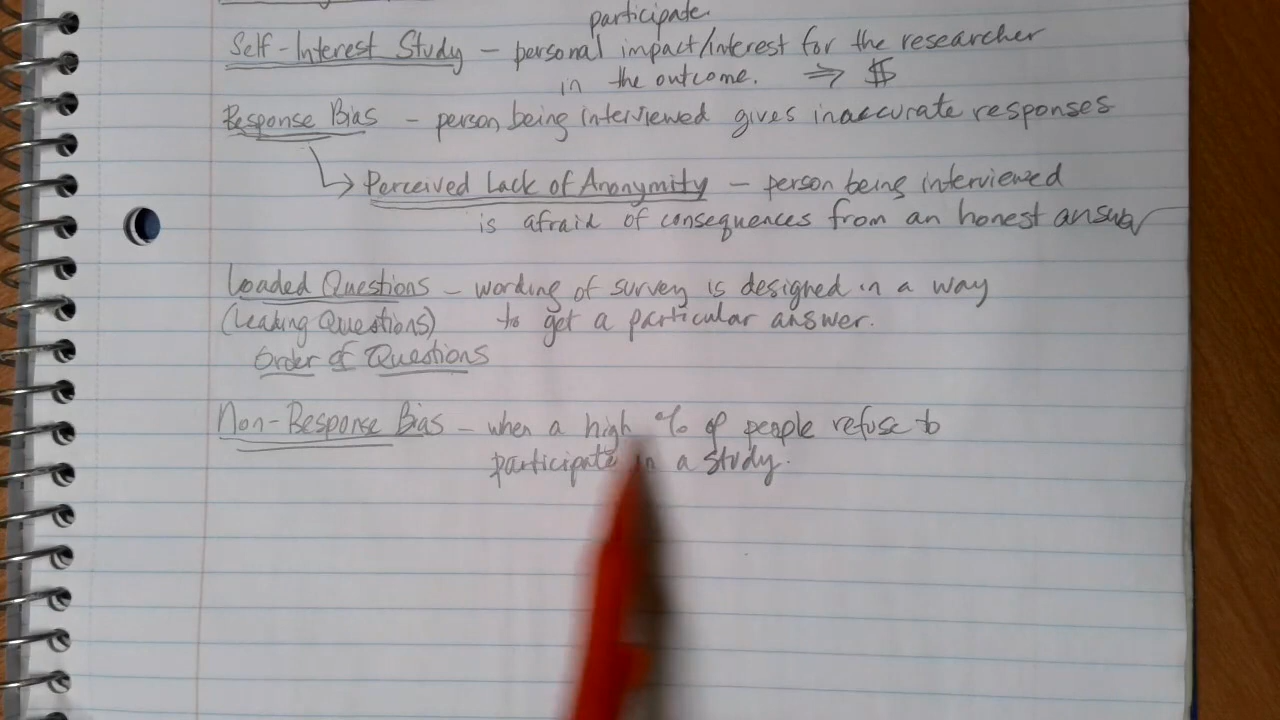 participate.
Self-Interest Study - personal impact/interest for the researcher
in the outcome. ⇒ $
Response Bias - person being interviewed gives inaccurate responses
↳ Perceived Lack of Anonymity - person being interviewed
is afraid of consequences from an honest answer
Loaded Questions - wording of survey is designed in a way
(Leading Questions) to get a particular answer.
Order of Questions
Non-Response Bias - when a high % of people refuse to
participate in a study.